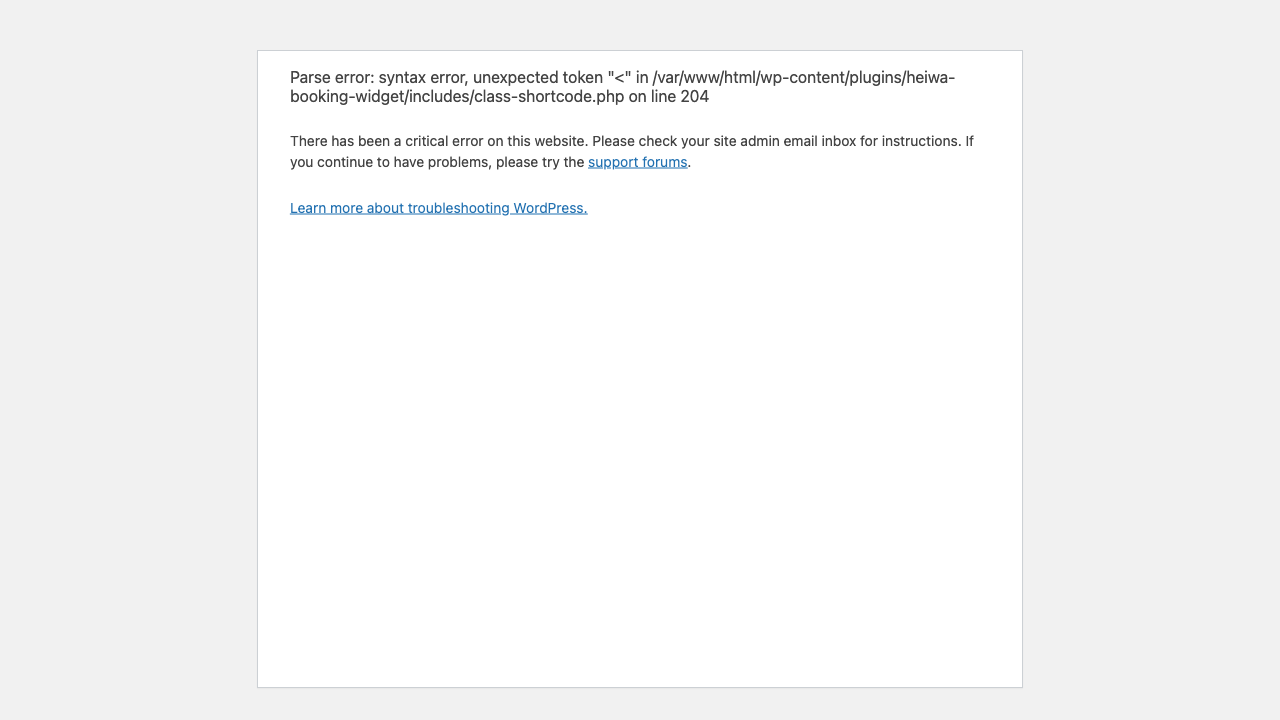 Parse error: syntax error, unexpected token "<" in /var/www/html/wp-content/plugins/heiwa-
booking-widget/includes/class-shortcode.php on line 204
There has been a critical error on this website. Please check your site admin email inbox for instructions. If
you continue to have problems, please try the support forums.
Learn more about troubleshooting WordPress.